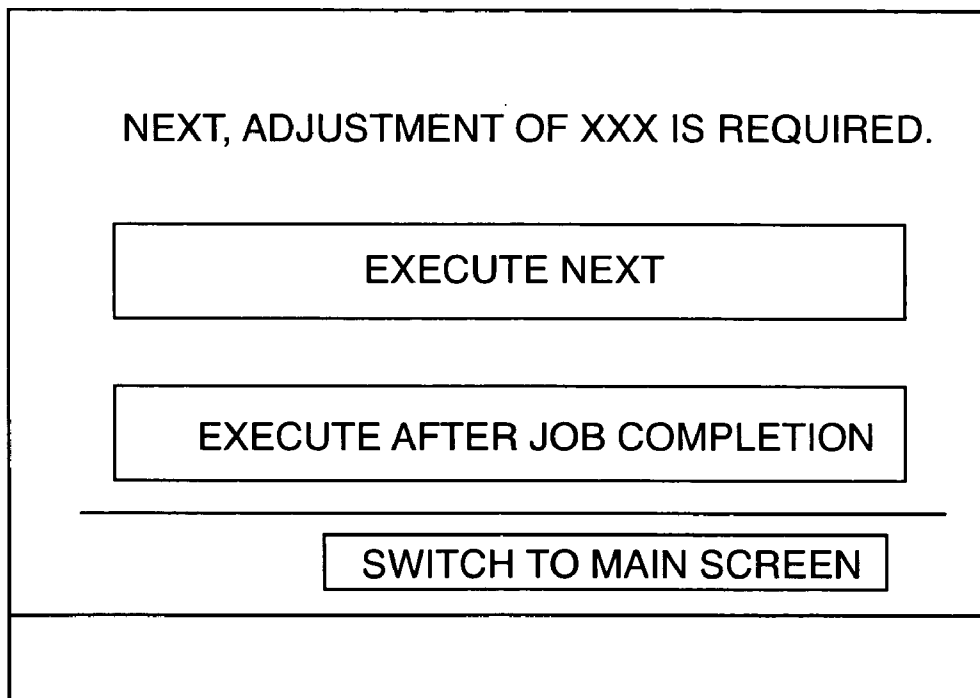 NEXT, ADJUSTMENT OF XXX IS REQUIRED.
EXECUTE NEXT
EXECUTE AFTER JOB COMPLETION
SWITCH TO MAIN SCREEN